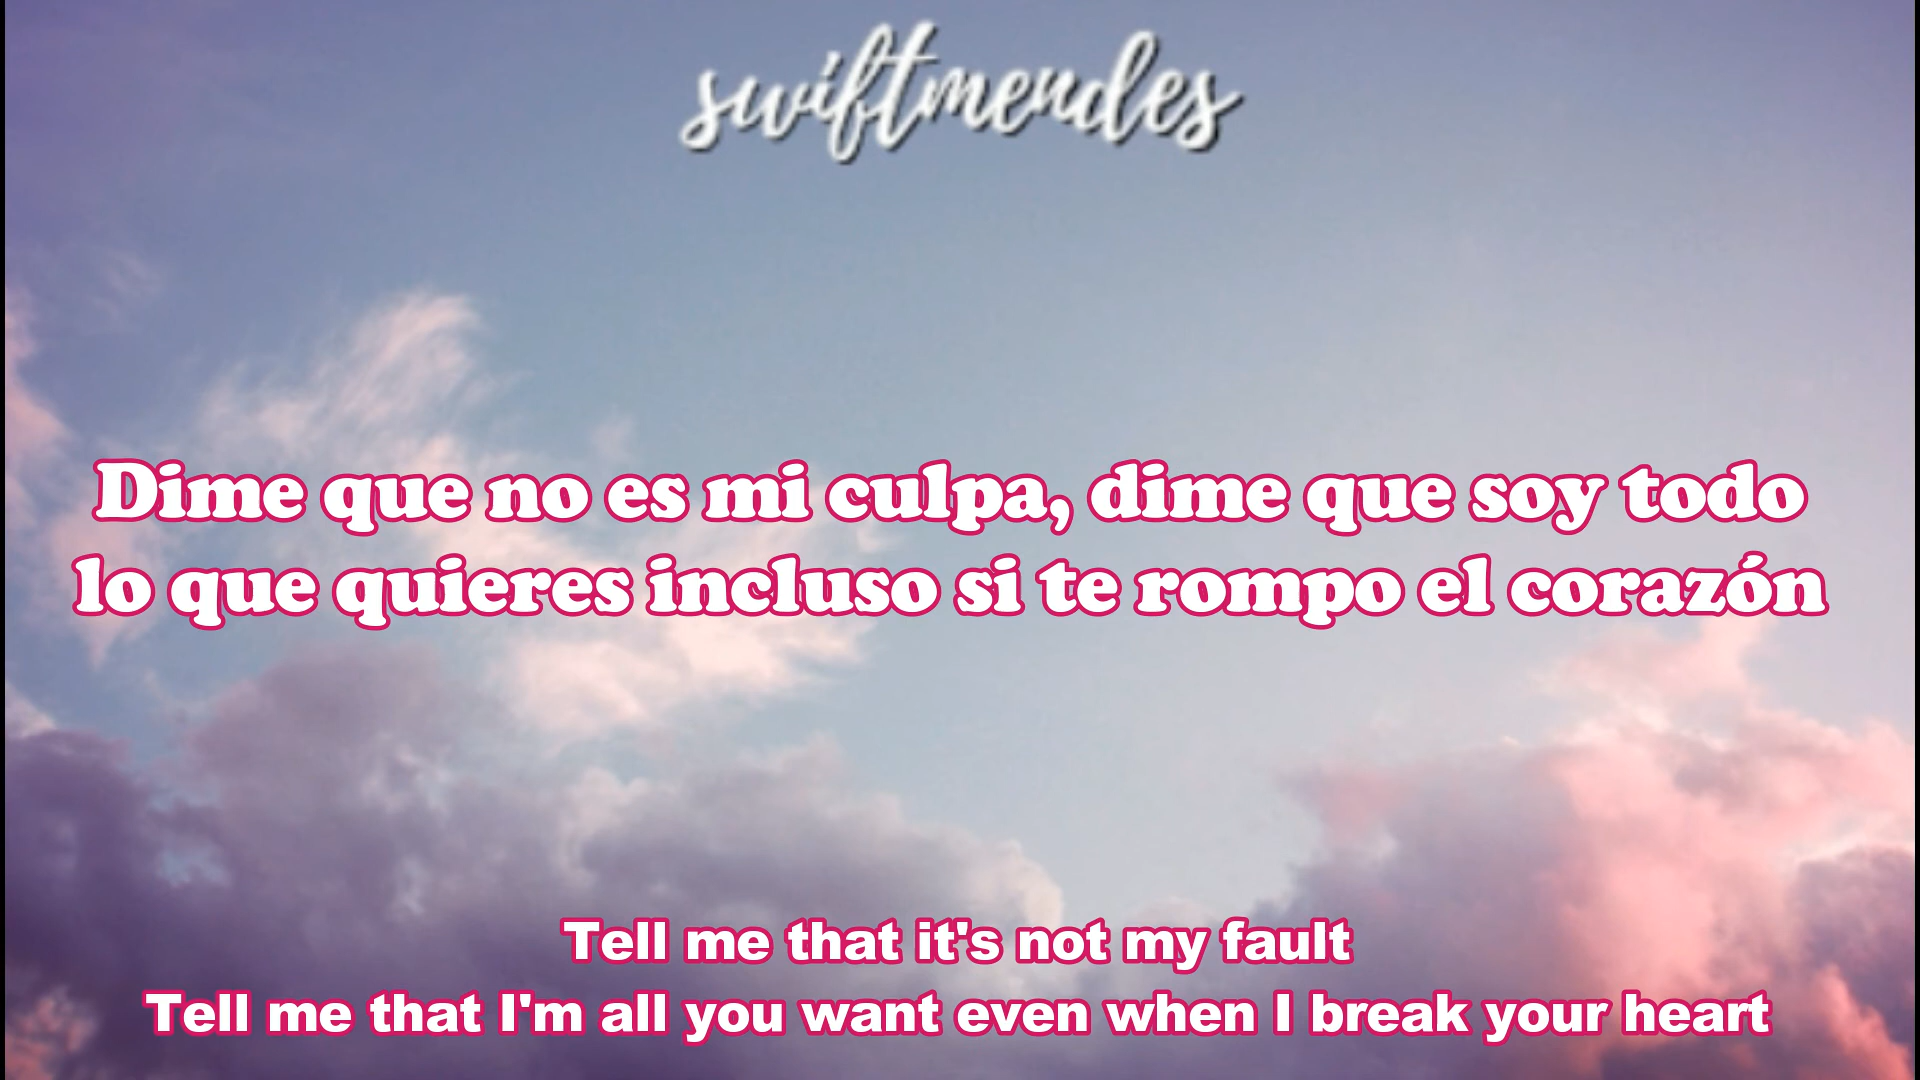 swiftmendes
Dime que no es mi culpa, dime que soy todo
lo que quieres incluso si te rompo el corazón
Tell me that it's not my fault
Tell me that I'm all you want even when I break your heart